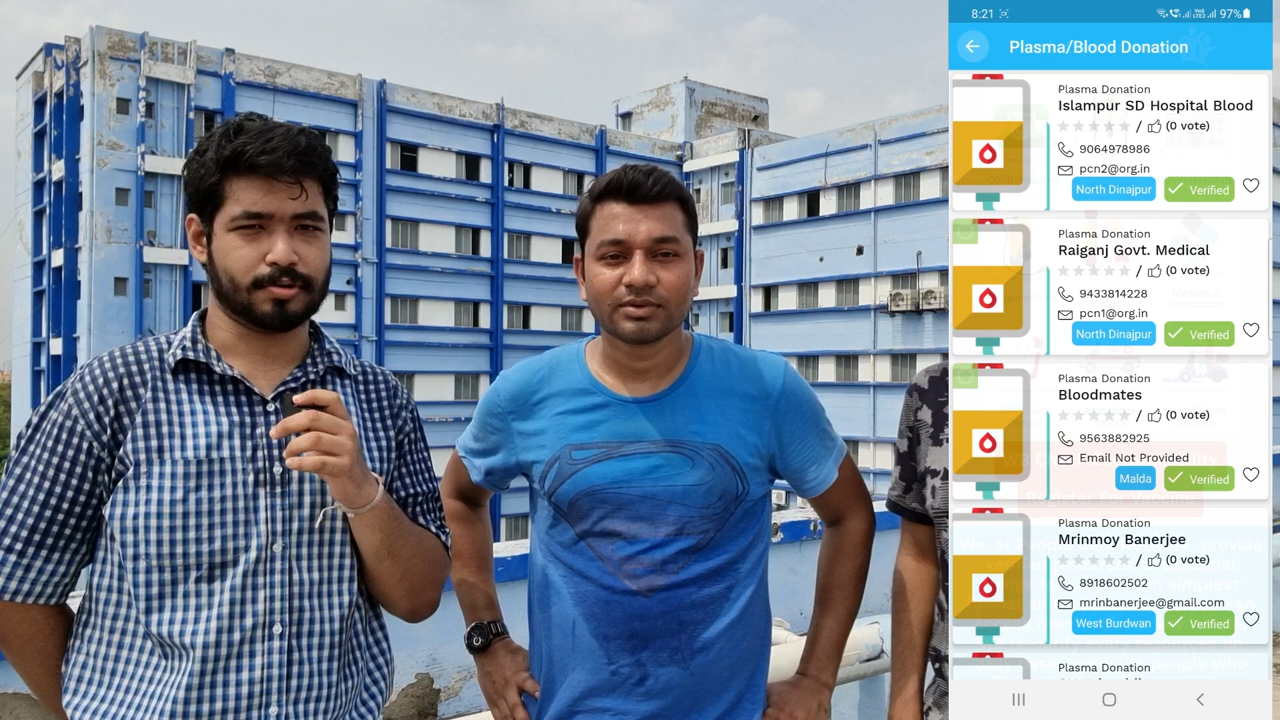 8:21 97%
Plasma/Blood Donation
Plasma Donation
Islampur SD Hospital Blood
/ (0 vote)
9064978986
pcn2@org.in
North Dinajpur Verified
Plasma Donation
Raiganj Govt. Medical
/ (0 vote)
9433814228
pcn1@org.in
North Dinajpur Verified
Plasma Donation
Bloodmates
/ (0 vote)
9563882925
Email Not Provided
Malda Verified
Register For Vaccine
Plasma Donation
Mrinmoy Banerjee
/ (0 vote)
8918602502
mrinbanerjee@gmail.com
West Burdwan Verified
Plasma Donation